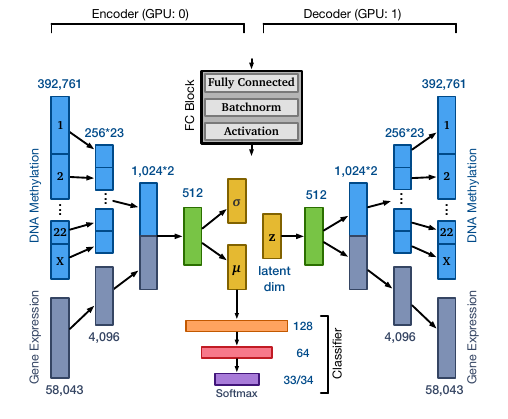 Encoder (GPU: 0)
Decoder (GPU: 1)
FC Block
Fully Connected
Batchnorm
Activation
392,761
1
2
22
X
DNA Methylation
256*23
1,024*2
512
σ
μ
Gene Expression
58,043
4,096
z
latent
dim
512
1,024*2
256*23
392,761
1
2
22
X
DNA Methylation
4,096
Gene Expression
58,043
128
64
33/34
Softmax
Classifier